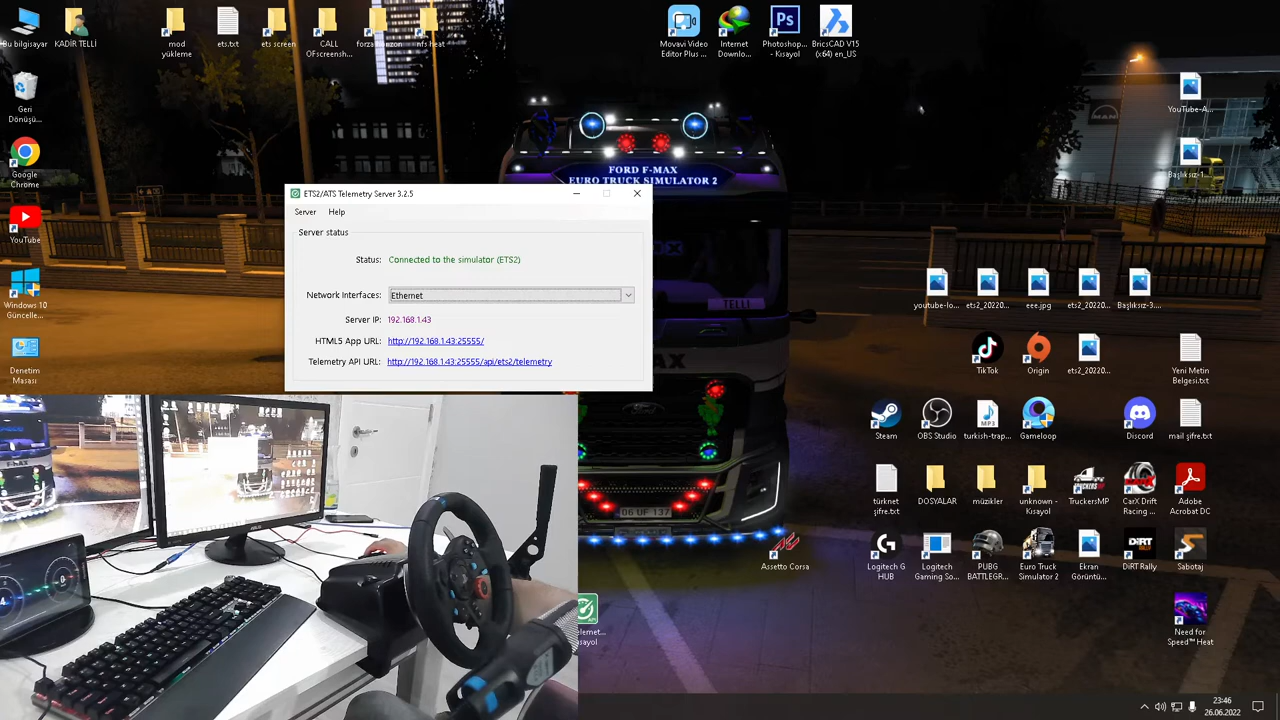 Bu bilgisayar
KADİR TELLİ
mod
yükleme
ets.txt
ets screen
CALL
OFscreensh...
nfs heat
Movavi Video
Editor Plus ...
Internet
Downlo...
Photoshop...
- Kısayol
BricsCAD V15
(x64) en_US
Geri
Dönüşü...
Google
Chrome
YouTube
Windows 10
Güncelle...
Denetim
Masası
MAN
YouTube-A...
Başlıksız-1...
FORD F-MAX
EURO TRUCK SIMULATOR 2
TELLİ
ETS2/ATS Telemetry Server 3.2.5
Server
Help
Server status
Status:
Connected to the simulator (ETS2)
Network Interfaces:
Ethernet
Server IP:
192.168.1.43
HTML5 App URL:
http://192.168.1.43:25555/
Telemetry API URL:
http://192.168.1.43:25555/api/ets2/telemetry
youtube-lo...
ets2_20220...
eee.jpg
ets2_20220...
Başlıksız-3....
TikTok
Origin
ets2_20220...
Yeni Metin
Belgesi.txt
Steam
OBS Studio
turkish-trap...
Gameloop
Discord
mail şifre.txt
türknet
şifre.txt
DOSYALAR
müzikler
unknown -
Kısayol
TruckersMP
CarX Drift
Racing ...
Adobe
Acrobat DC
06 UF 137
Assetto Corsa
Logitech G
HUB
Logitech
Gaming So...
PUBG
BATTLEGR...
Euro Truck
Simulator 2
Ekran
Görüntü...
DiRT Rally
Sabotaj
Need for
Speed™ Heat
23:46
26.06.2022